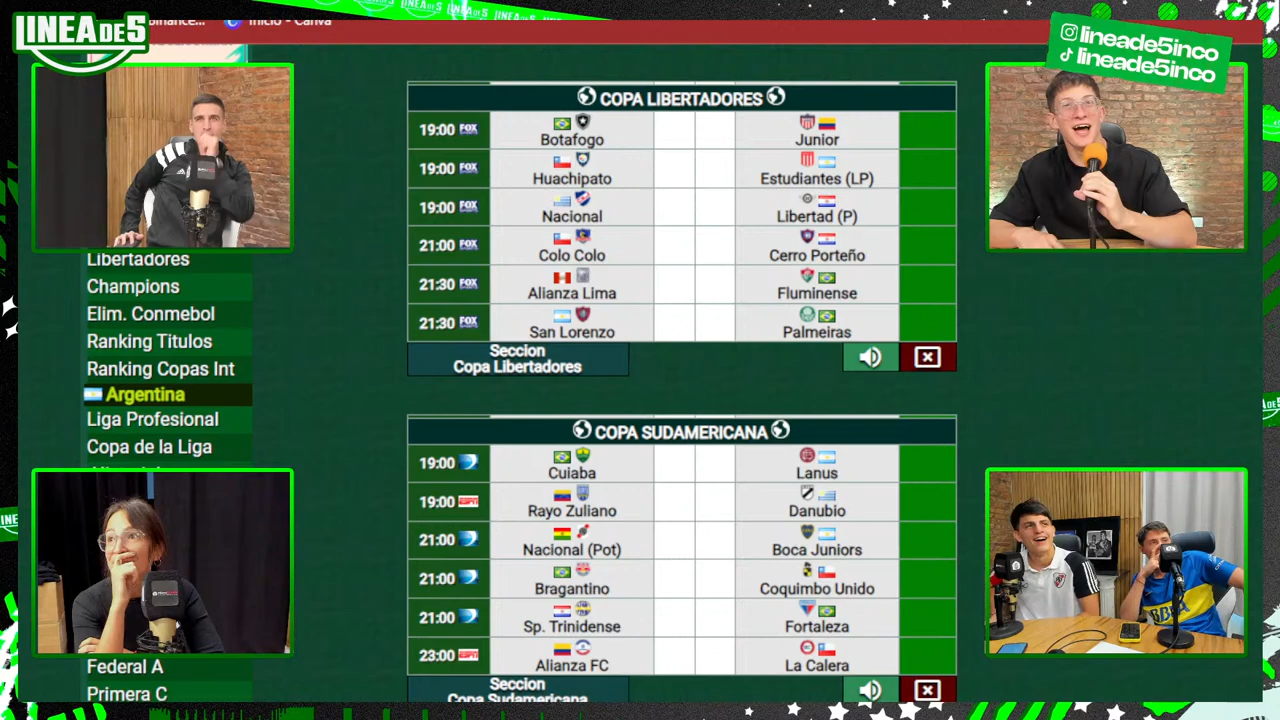 Inicio - Canva
LINEA DE 5
lineade5inco
lineade5inco
Libertadores
Champions
Elim. Conmebol
Ranking Titulos
Ranking Copas Int
Argentina
Liga Profesional
Copa de la Liga
Federal A
Primera C
COPA LIBERTADORES
19:00 FOX Botafogo Junior
19:00 FOX Huachipato Estudiantes (LP)
19:00 FOX Nacional Libertad (P)
21:00 FOX Colo Colo Cerro Porteño
21:30 FOX Alianza Lima Fluminense
21:30 FOX San Lorenzo Palmeiras
Seccion
Copa Libertadores
COPA SUDAMERICANA
19:00 Cuiaba Lanus
19:00 ESPN Rayo Zuliano Danubio
21:00 Nacional (Pot) Boca Juniors
21:00 Bragantino Coquimbo Unido
21:00 Sp. Trinidense Fortaleza
23:00 ESPN Alianza FC La Calera
Seccion
Copa Sudamericana
BOCA